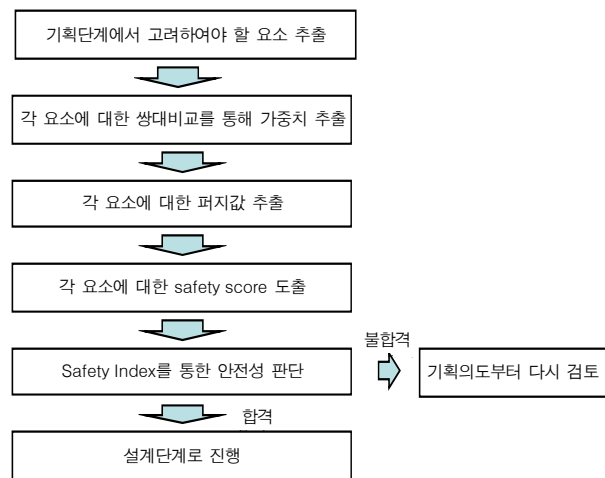 기획단계에서 고려하여야 할 요소 추출
각 요소에 대한 쌍대비교를 통해 가중치 추출
각 요소에 대한 퍼지값 추출
각 요소에 대한 safety score 도출
불합격
Safety Index를 통한 안전성 판단
기획의도부터 다시 검토
합격
설계단계로 진행